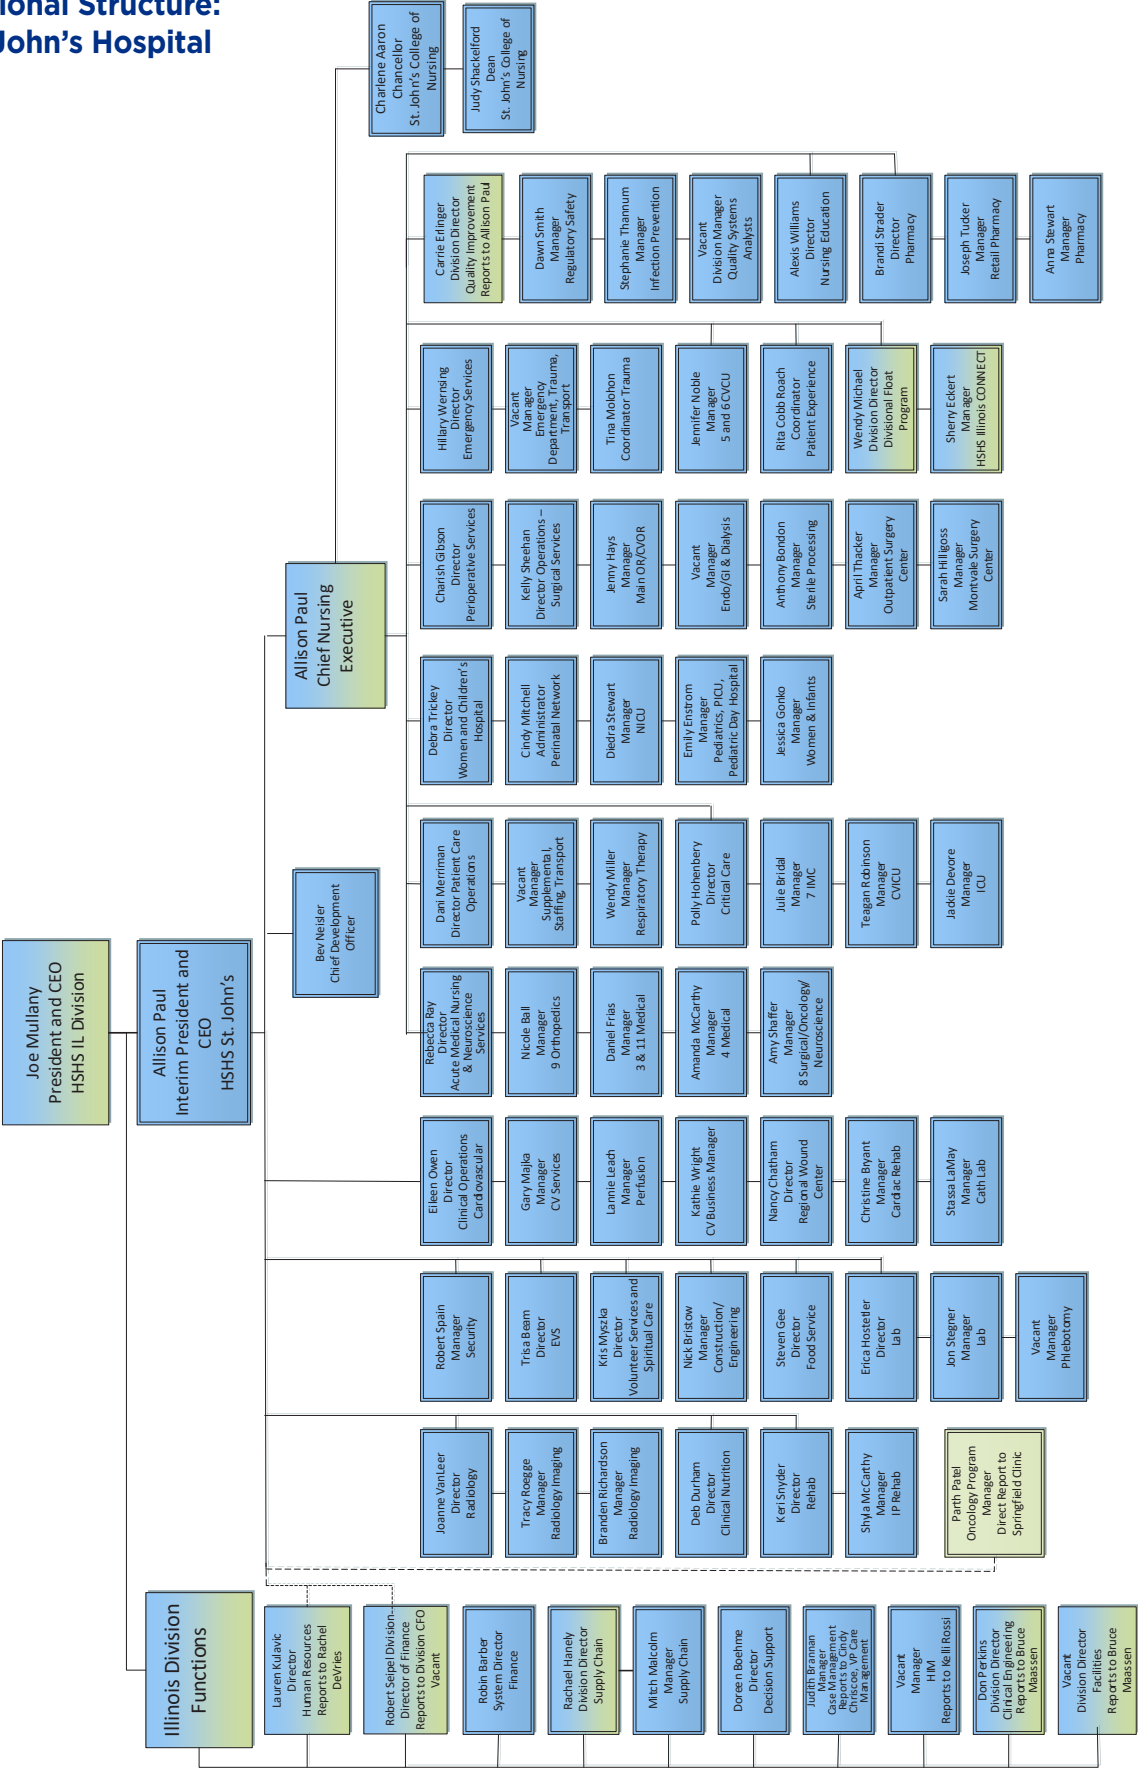 ional Structure:
John’s Hospital
Joe Mullany
President and CEO
HSHS IL Division
Allison Paul
Interim President and
CEO
HSHS St. John's
Illinois Division
Functions
Bev Neisler
Chief Development
Officer
Allison Paul
Chief Nursing
Executive
Charlene Aaron
Chancellor
St. John's College of
Nursing
Judy Shackelford
Dean
St. John's College of
Nursing
Lauren Kulavic
Director
Human Resources
Reports to Rachel
DeVries
Robert Seipel Division
Director of Finance
Reports to Division CFO
Vacant
Robin Barber
System Director
Finance
Rachael Hanely
Division Director
Supply Chain
Mitch Malcolm
Manager
Supply Chain
Doreen Boehme
Director
Decision Support
Judith Brannan
Manager
Case Management
Reports to Cindy
Chriscoe, VP Care
Management
Vacant
Manager
HIM
Reports to Kelli Rossi
Don Perkins
Division Director
Clinical Engineering
Reports to Bruce
Maassen
Vacant
Division Director
Facilities
Reports to Bruce
Maassen
Joanne VanLeer
Director
Radiology
Tracy Roegge
Manager
Radiology Imaging
Branden Richardson
Manager
Radiology Imaging
Deb Durham
Director
Clinical Nutrition
Keri Snyder
Director
Rehab
Shyla McCarthy
Manager
IP Rehab
Parth Patel
Oncology Program
Manager
Direct Report to
Springfield Clinic
Robert Spain
Manager
Security
Trisa Beam
Director
EVS
Kris Myszka
Director
Volunteer Services and
Spiritual Care
Nick Bristow
Manager
Construction/
Engineering
Steven Gee
Director
Food Service
Erica Hostetler
Director
Lab
Jon Stegner
Manager
Lab
Vacant
Manager
Phlebotomy
Eileen Owen
Director
Clinical Operations
Cardiovascular
Gary Majka
Manager
CV Services
Lannie Leach
Manager
Perfusion
Kathie Wright
CV Business Manager
Nancy Chatham
Director
Regional Wound
Center
Christine Bryant
Manager
Cardiac Rehab
Stassa LaMay
Manager
Cath Lab
Rebecca Ray
Director
Acute Medical Nursing
& Neuroscience
Services
Nicole Ball
Manager
9 Orthopedics
Daniel Frias
Manager
3 & 11 Medical
Amanda McCarthy
Manager
4 Medical
Amy Shaffer
Manager
8 Surgical/Oncology/
Neuroscience
Dani Merriman
Director Patient Care
Operations
Vacant
Manager
Supplemental,
Staffing, Transport
Wendy Miller
Manager
Respiratory Therapy
Polly Hohenbery
Director
Critical Care
Julie Bridal
Manager
7 IMC
Teagan Robinson
Manager
CVICU
Jackie Devore
Manager
ICU
Debra Trickey
Director
Women and Children's
Hospital
Cindy Mitchell
Administrator
Perinatal Network
Diedra Stewart
Manager
NICU
Emily Enstrom
Manager
Pediatrics, PICU,
Pediatric Day Hospital
Jessica Gonko
Manager
Women & Infants
Charish Gibson
Director
Perioperative Services
Kelly Sheehan
Director Operations –
Surgical Services
Jenny Hays
Manager
Main OR/CVOR
Vacant
Manager
Endo/GI & Dialysis
Anthony Bondon
Manager
Sterile Processing
April Thacker
Manager
Outpatient Surgery
Center
Sarah Hilligoss
Manager
Montvale Surgery
Center
Hillary Wernsing
Director
Emergency Services
Vacant
Manager
Emergency
Department, Trauma,
Transport
Tina Molohon
Coordinator Trauma
Jennifer Noble
Manager
5 and 6 CVCU
Rita Cobb Roach
Coordinator
Patient Experience
Wendy Michael
Division Director
Divisional Float
Program
Sherry Eckert
Manager
HSHS Illinois CONNECT
Carrie Erlinger
Division Director
Quality Improvement
Reports to Allison Paul
Dawn Smith
Manager
Regulatory Safety
Stephanie Thannum
Manager
Infection Prevention
Vacant
Division Manager
Quality Systems
Analysts
Alexis Williams
Director
Nursing Education
Brandi Strader
Director
Pharmacy
Joseph Tucker
Manager
Retail Pharmacy
Anna Stewart
Manager
Pharmacy